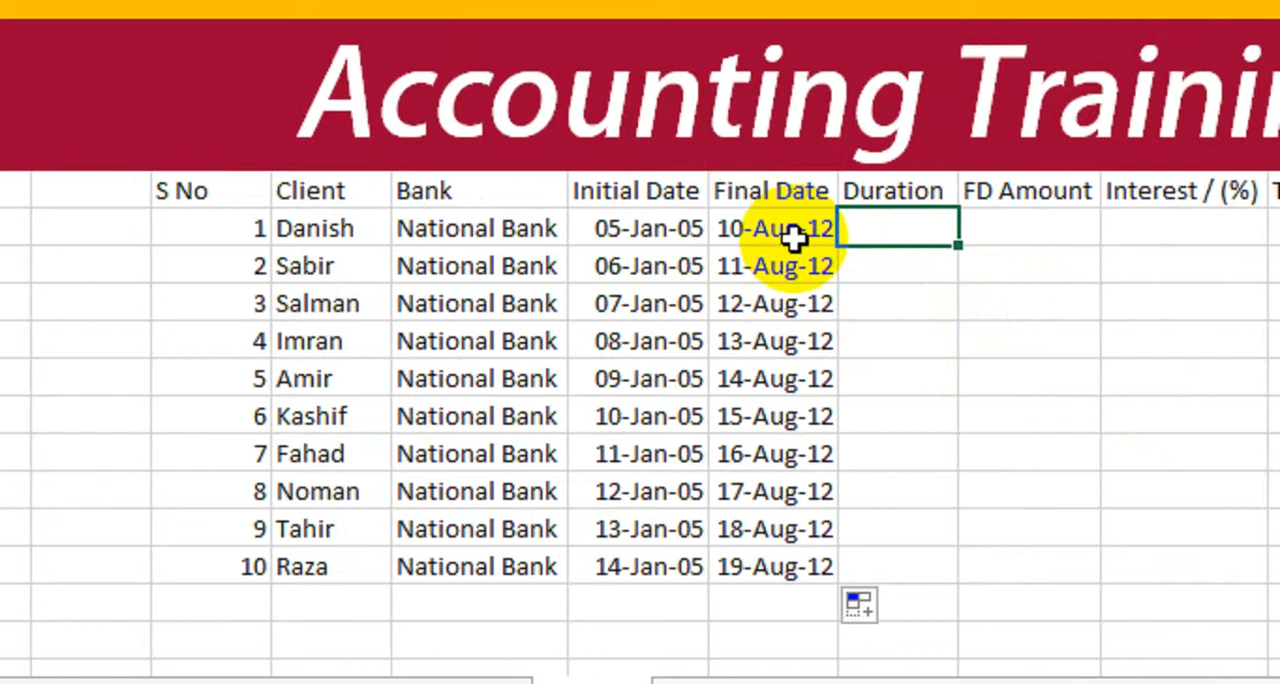 Accounting
S No Client Bank Initial Date Final Date Duration FD Amount Interest / (%)
1 Danish National Bank 05-Jan-05 10-Aug-12
2 Sabir National Bank 06-Jan-05 11-Aug-12
3 Salman National Bank 07-Jan-05 12-Aug-12
4 Imran National Bank 08-Jan-05 13-Aug-12
5 Amir National Bank 09-Jan-05 14-Aug-12
6 Kashif National Bank 10-Jan-05 15-Aug-12
7 Fahad National Bank 11-Jan-05 16-Aug-12
8 Noman National Bank 12-Jan-05 17-Aug-12
9 Tahir National Bank 13-Jan-05 18-Aug-12
10 Raza National Bank 14-Jan-05 19-Aug-12